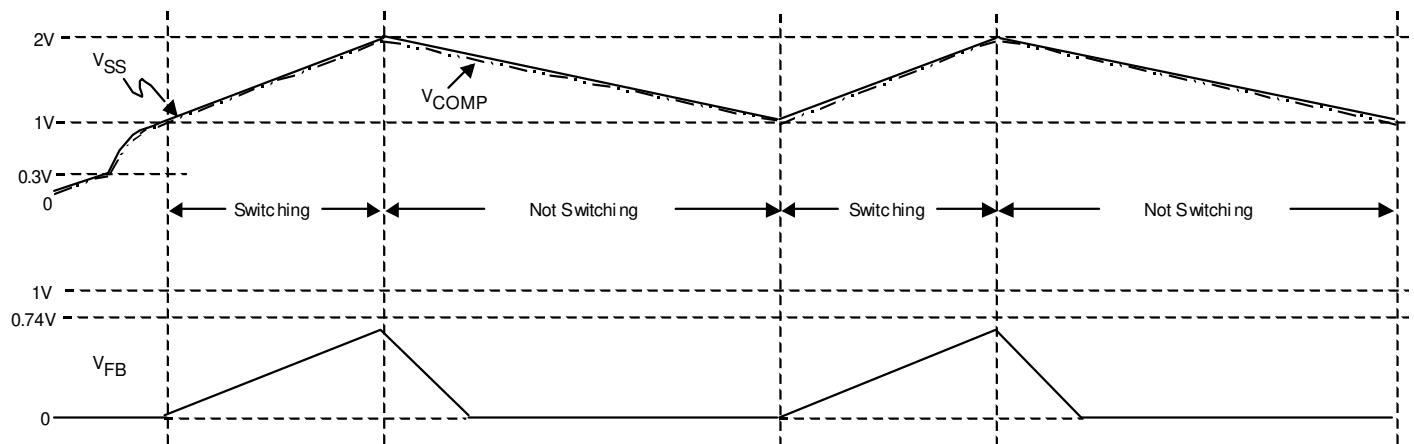 2V
VSS
VCOMP
1V
0.3V
0
Switching
Not Switching
Switching
Not Switching
1V
0.74V
VFB
0